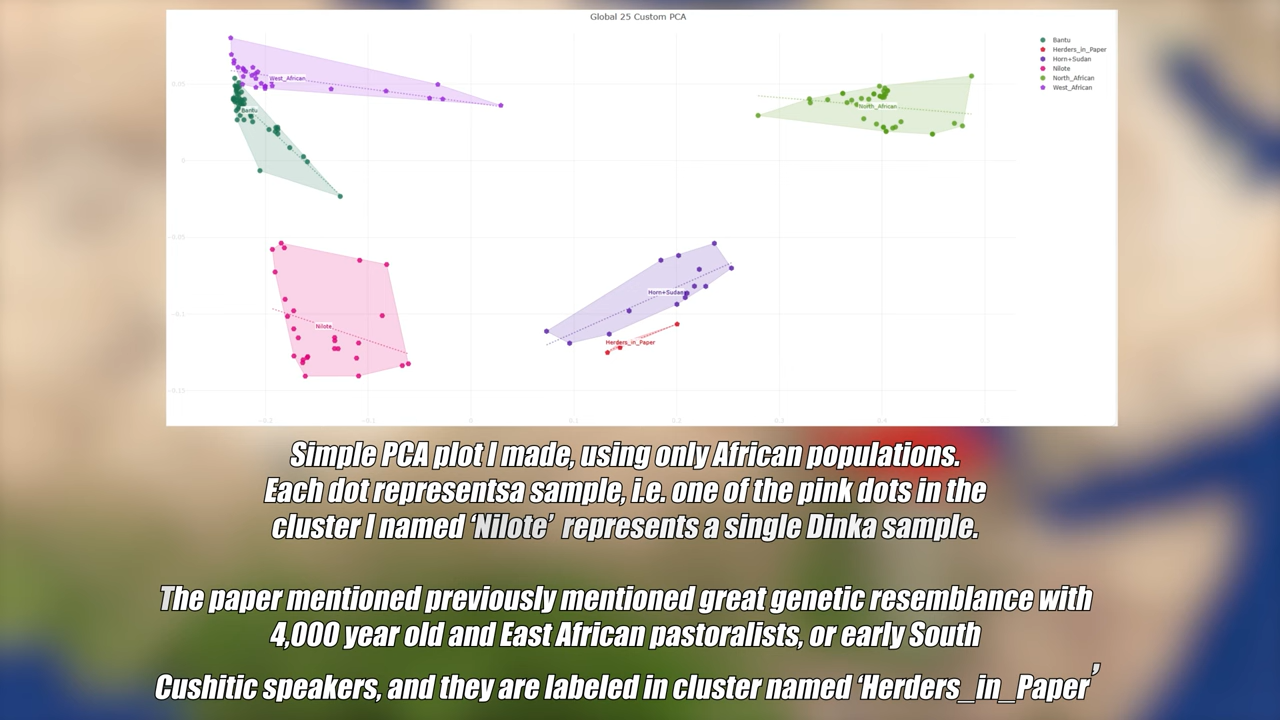 Global 25 Custom PCA
Bantu
Herders_in_Paper
Horn+Sudan
Nilote
North_African
West_African
West_African
Bantu
North_African
Horn+Sudan
Nilote
Herders_in_Paper
Simple PCA plot I made, using only African populations.
Each dot representsa sample, i.e. one of the pink dots in the
cluster I named ‘Nilote’ represents a single Dinka sample.
The paper mentioned previously mentioned great genetic resemblance with
4,000 year old and East African pastoralists, or early South
Cushitic speakers, and they are labeled in cluster named ‘Herders_in_Paper’